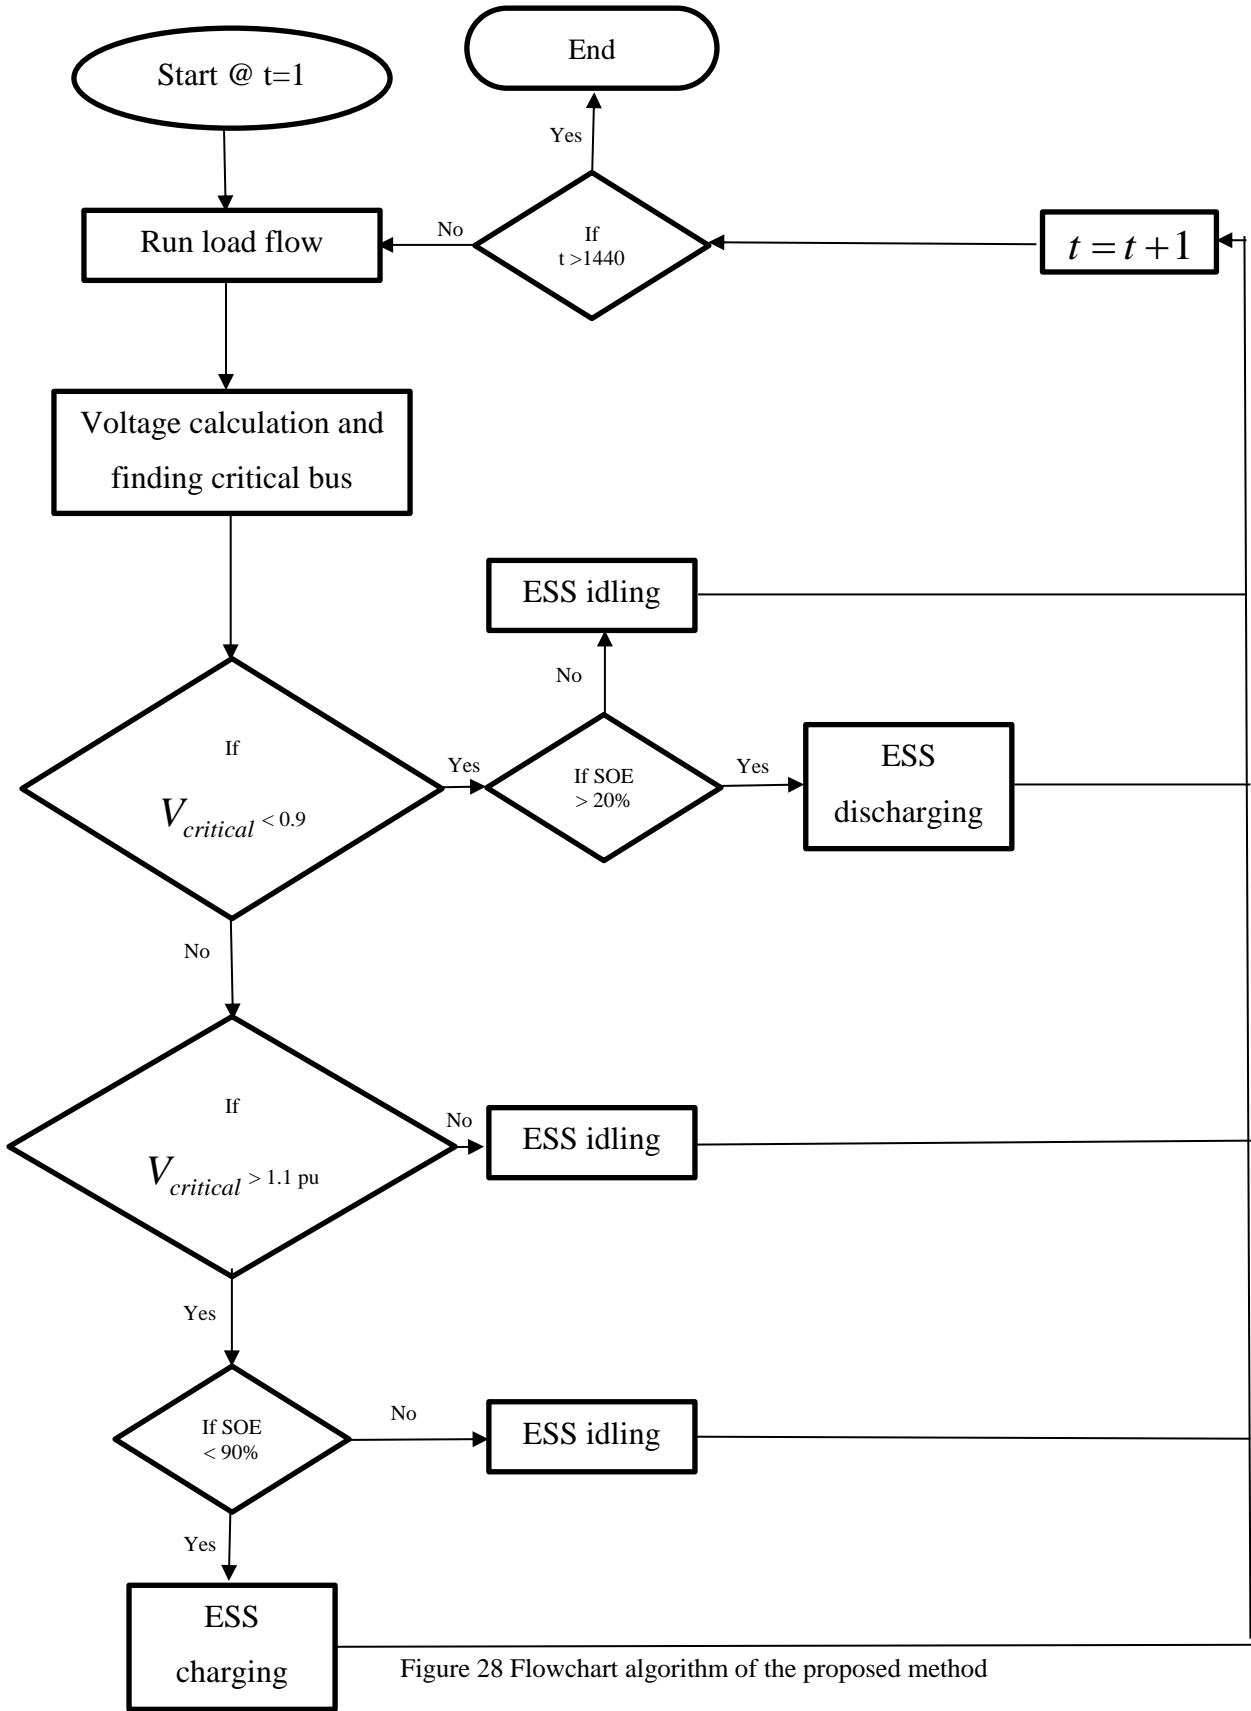 Start @ t=1
End
Yes
Run load flow
No
If
t >1440
t = t + 1
Voltage calculation and
finding critical bus
ESS idling
No
If
V critical < 0.9
Yes
If SOE
> 20%
Yes
ESS
discharging
No
If
V critical > 1.1 pu
No
ESS idling
Yes
If SOE
< 90%
No
ESS idling
Yes
ESS
charging
Figure 28 Flowchart algorithm of the proposed method